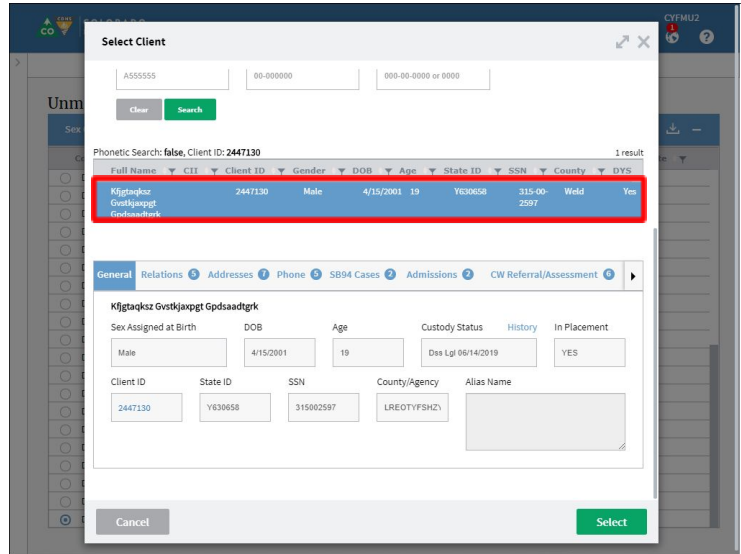 CO
CYFMU2
1
?
Select Client
A555555 00-000000 000-00-0000 or 0000
Unm
Clear Search
Sex
Phonetic Search: false, Client ID: 2447130 1 result
Full Name CII Client ID Gender DOB Age State ID SSN County DYS
Kfjgtaqksz 2447130 Male 4/15/2001 19 Y630658 315-00- Weld Yes
Gvstkjaxpgt 2597
Gpdsaadtgrk
General Relations 5 Addresses 7 Phone 5 SB94 Cases 2 Admissions 2 CW Referral/Assessment 6
Kfjgtaqksz Gvstkjaxpgt Gpdsaadtgrk
Sex Assigned at Birth DOB Age Custody Status History In Placement
Male 4/15/2001 19 Dss Lgl 06/14/2019 YES
Client ID State ID SSN County/Agency Alias Name
2447130 Y630658 315002597 LREOTYFSHZ
Cancel Select